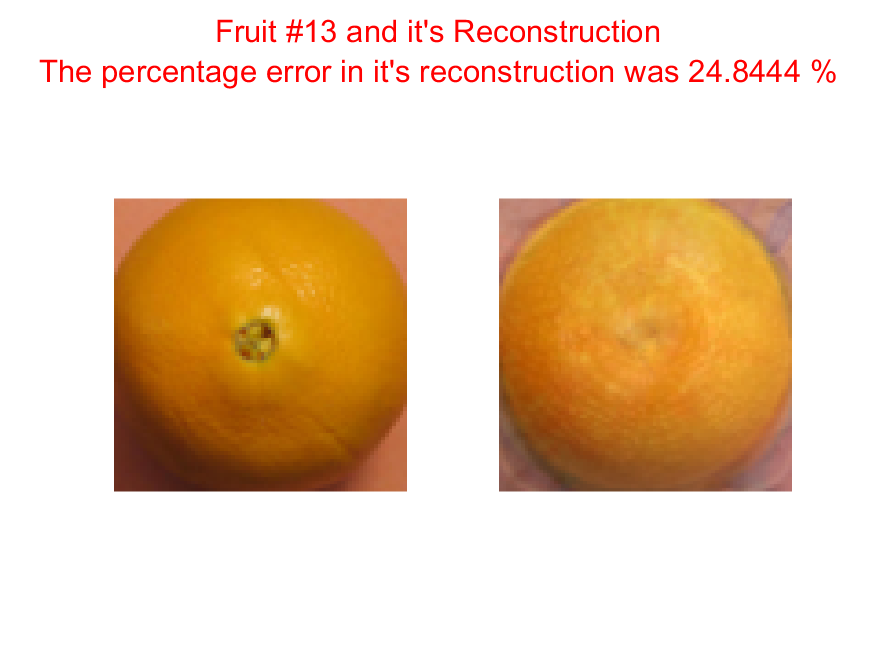 Fruit #13 and it's Reconstruction
The percentage error in it's reconstruction was 24.8444 %